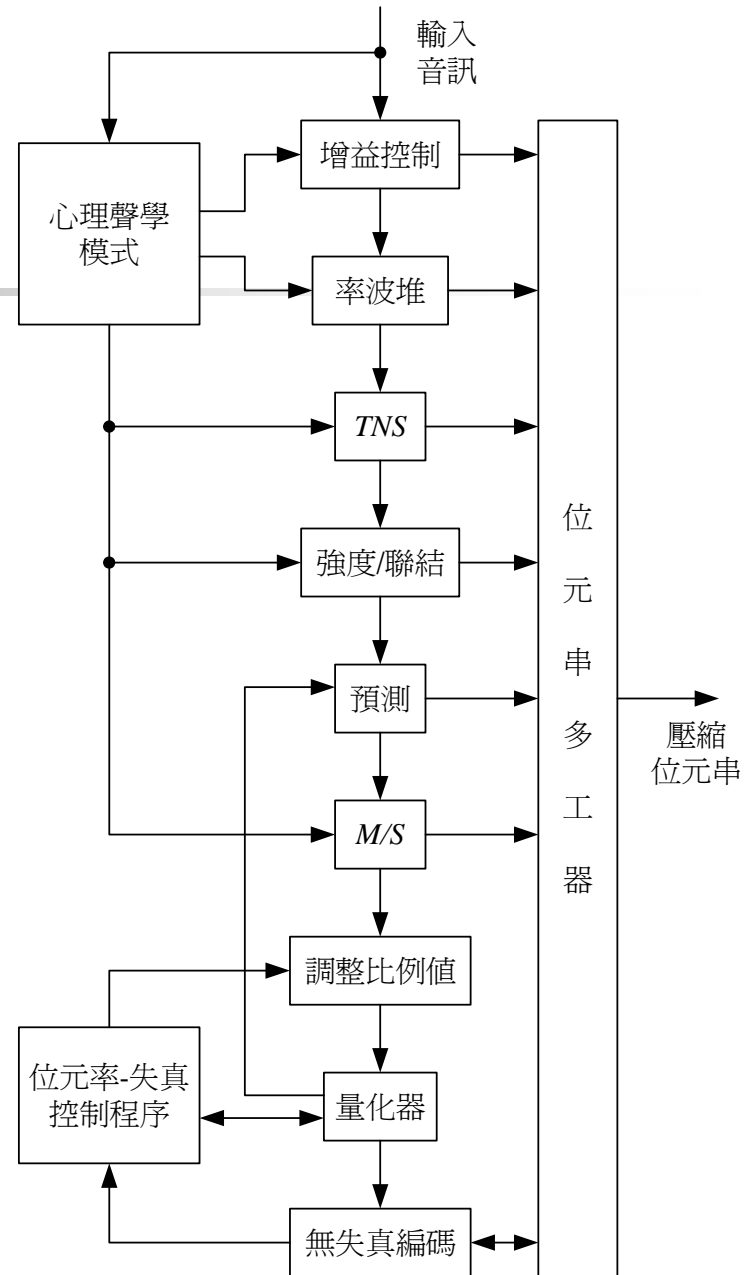 輸入
音訊
增益控制
心理聲學
模式
率波堆
TNS
強度/聯結
預測
M/S
調整比例值
位元率-失真
控制程序
量化器
無失真編碼
位
元
串
多
工
器
壓縮
位元串